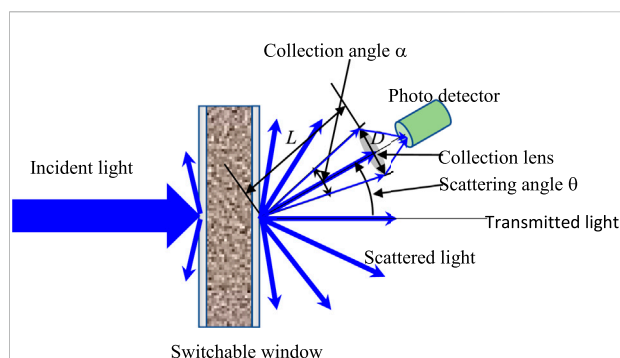 Collection angle α
Photo detector
L
D
Incident light
Collection lens
Scattering angle θ
Transmitted light
Scattered light
Switchable window